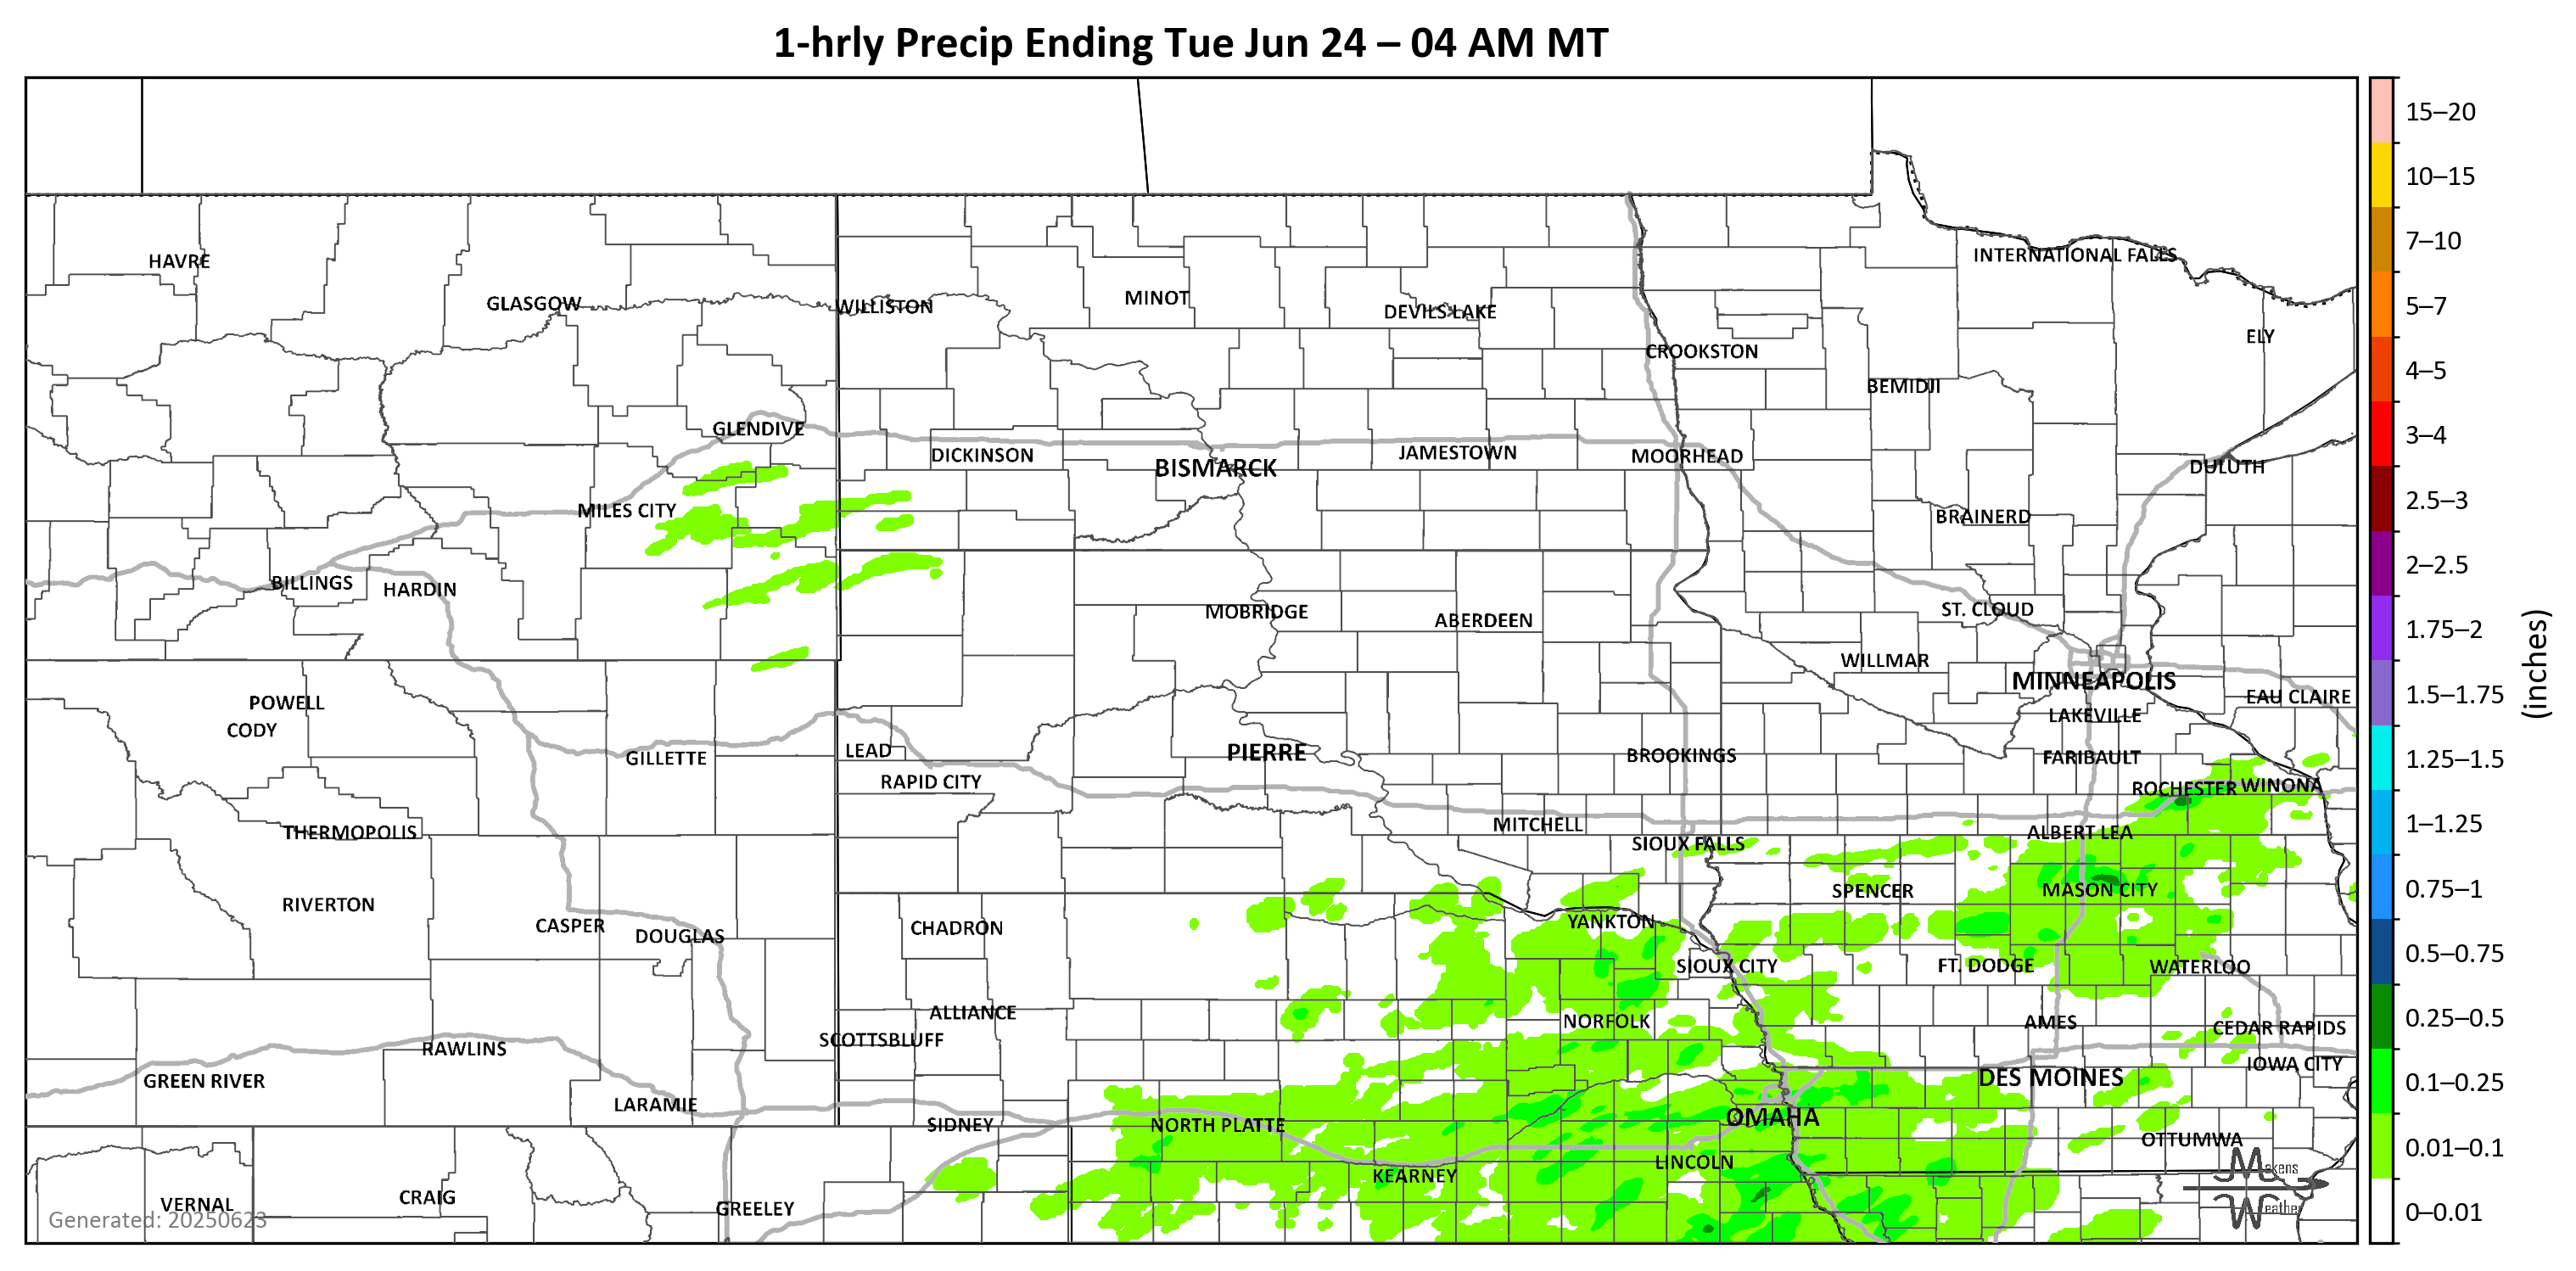 1-hrly Precip Ending Tue Jun 24 – 04 AM MT
15–20
10–15
7–10
5–7
4–5
3–4
2.5–3
2–2.5
1.75–2
1.5–1.75
1.25–1.5
1–1.25
0.75–1
0.5–0.75
0.25–0.5
0.1–0.25
0.01–0.1
0–0.01
(inches)
HAVRE
INTERNATIONAL FALLS
GLASGOW
WILLISTON
MINOT
DEVILS LAKE
ELY
CROOKSTON
BEMIDJI
GLENDIVE
DICKINSON
BISMARCK
JAMESTOWN
MOORHEAD
DULUTH
MILES CITY
BRAINERD
BILLINGS
HARDIN
MOBRIDGE
ABERDEEN
ST. CLOUD
WILLMAR
MINNEAPOLIS
EAU CLAIRE
POWELL
CODY
LAKEVILLE
GILLETTE
LEAD
PIERRE
BROOKINGS
FARIBAULT
RAPID CITY
ROCHESTER
WINONA
THERMOPOLIS
MITCHELL
SIOUX FALLS
ALBERT LEA
RIVERTON
SPENCER
MASON CITY
CASPER
DOUGLAS
CHADRON
YANKTON
SIOUX CITY
FT. DODGE
WATERLOO
ALLIANCE
SCOTTSBLUFF
NORFOLK
AMES
CEDAR RAPIDS
RAWLINS
GREEN RIVER
IOWA CITY
DES MOINES
LARAMIE
SIDNEY
NORTH PLATTE
OMAHA
OTTUMWA
KEARNEY
LINCOLN
VERNAL
CRAIG
GREELEY
Generated: 20250623
Makens
Weather